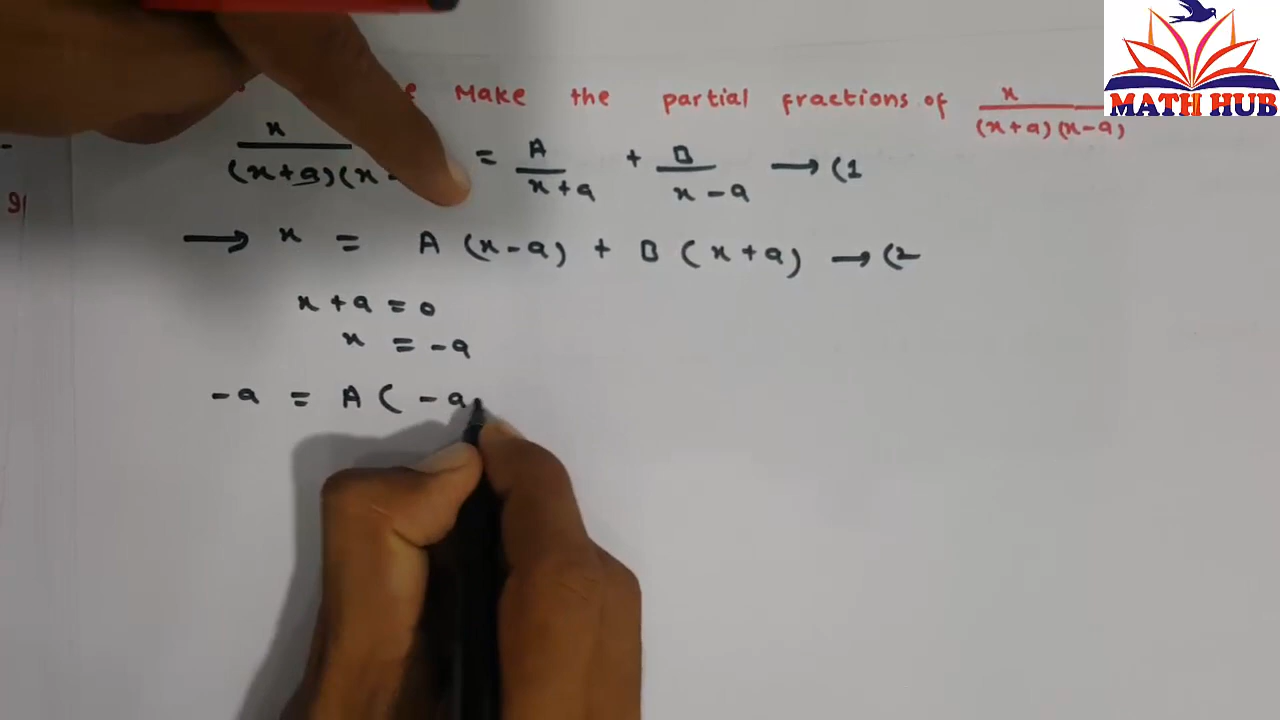 Make the partial fractions of x/(x+a)(x-a)
x/(x+a)(x = A/x+a + B/x-a → (1
→ x = A (x-a) + B (x+a) → (2
x+a = 0
x = -a
-a = A ( -a
MATH HUB